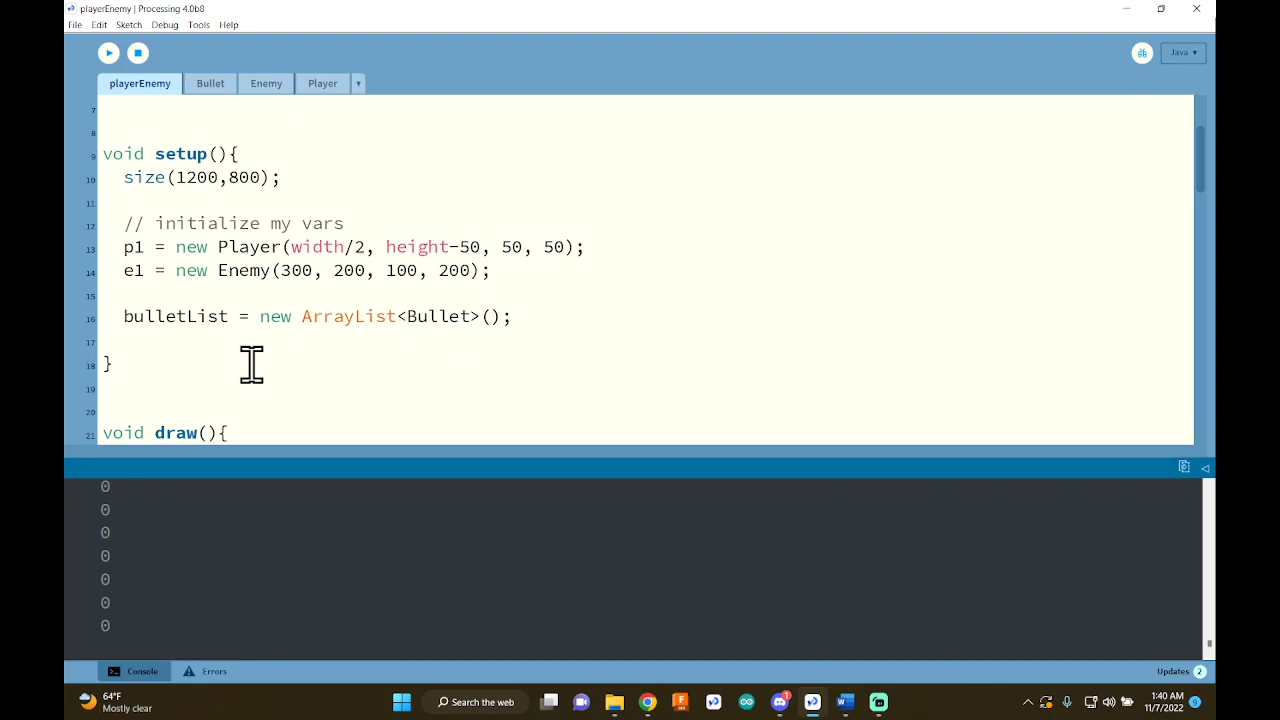 playerEnemy | Processing 4.0b8
File Edit Sketch Debug Tools Help
Java ▾
playerEnemy Bullet Enemy Player ▾
7
8
9 void setup(){
10 size(1200,800);
11
12 // initialize my vars
13 p1 = new Player(width/2, height-50, 50, 50);
14 e1 = new Enemy(300, 200, 100, 200);
15
16 bulletList = new ArrayList<Bullet>();
17
18 }
19
20
21 void draw(){
0
0
0
0
0
0
0
Console Errors Updates 2
64°F
Mostly clear
Search the web
1
1:40 AM
11/7/2022
9